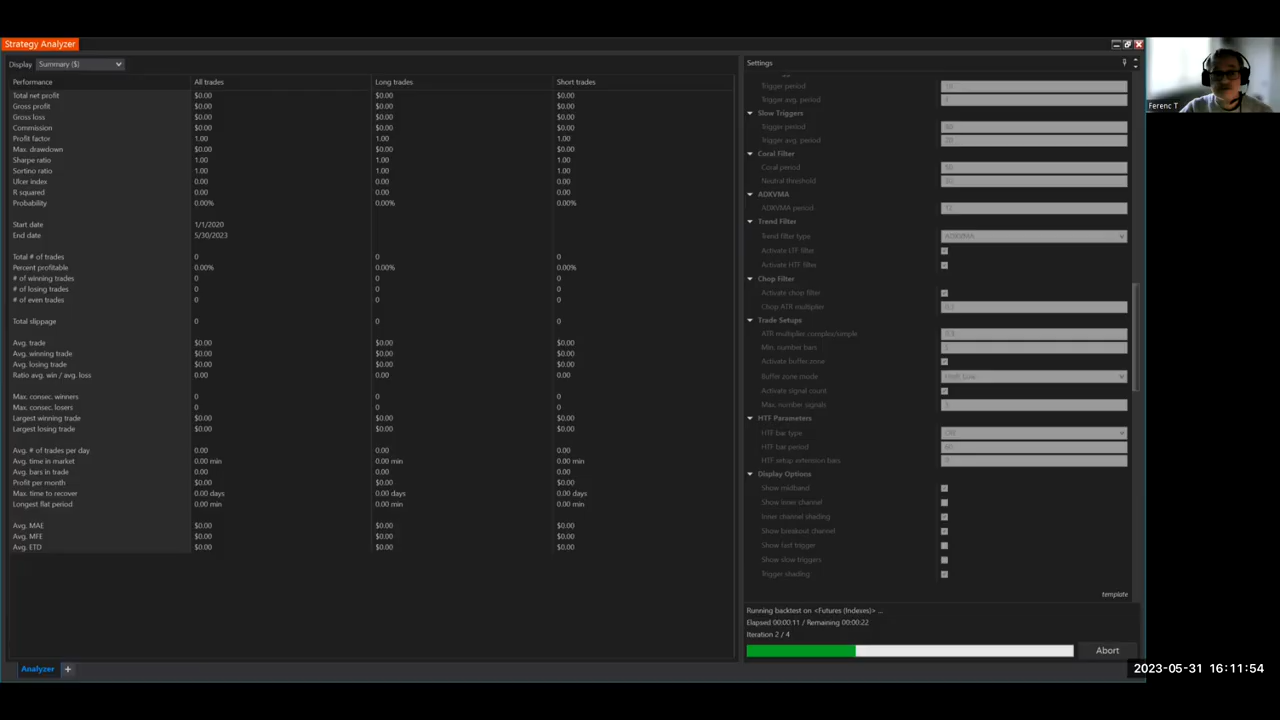 Strategy Analyzer
Display Summary ($)
Performance All trades Long trades Short trades
Total net profit $0.00 $0.00 $0.00
Gross profit $0.00 $0.00 $0.00
Gross loss $0.00 $0.00 $0.00
Commission $0.00 $0.00 $0.00
Profit factor 1.00 1.00 1.00
Max. drawdown $0.00 $0.00 $0.00
Sharpe ratio 1.00 1.00 1.00
Sortino ratio 1.00 1.00 1.00
Ulcer index 0.00 0.00 0.00
R squared 0.00 0.00 0.00
Probability 0.00% 0.00% 0.00%
Start date 1/1/2020
End date 5/30/2023
Total # of trades 0 0 0
Percent profitable 0.00% 0.00% 0.00%
# of winning trades 0 0 0
# of losing trades 0 0 0
# of even trades 0 0 0
Total slippage 0 0 0
Avg. trade $0.00 $0.00 $0.00
Avg. winning trade $0.00 $0.00 $0.00
Avg. losing trade $0.00 $0.00 $0.00
Ratio avg. win / avg. loss 0.00 0.00 0.00
Max. consec. winners 0 0 0
Max. consec. losers 0 0 0
Largest winning trade $0.00 $0.00 $0.00
Largest losing trade $0.00 $0.00 $0.00
Avg. # of trades per day 0.00 0.00 0.00
Avg. time in market 0.00 min 0.00 min 0.00 min
Avg. bars in trade 0.00 0.00 0.00
Profit per month $0.00 $0.00 $0.00
Max. time to recover 0.00 days 0.00 days 0.00 days
Longest flat period 0.00 min 0.00 min 0.00 min
Avg. MAE $0.00 $0.00 $0.00
Avg. MFE $0.00 $0.00 $0.00
Avg. ETD $0.00 $0.00 $0.00
Analyzer +
Settings
Trigger period
Trigger avg. period
Slow Triggers
Trigger period
Trigger avg. period
Coral Filter
Coral period
Neutral threshold
ADXVMA
ADXVMA period
Trend Filter
Trend filter type ADXVMA
Activate LTF filter
Activate HTF filter
Chop Filter
Activate chop filter
Chop ATR multiplier
Trade Setups
ATR multiplier complex/simple
Min. number bars
Activate buffer zone
Buffer zone mode
Activate signal count
Max. number signals
HTF Parameters
HTF bar type
HTF bar period
HTF setup extension bars
Display Options
Show midband
Show inner channel
Inner channel shading
Show breakout channel
Show fast trigger
Show slow triggers
Trigger shading
template
Running backtest on <Futures (Indexes)> ...
Elapsed 00:00:11 / Remaining 00:00:22
Iteration 2 / 4
Abort
Ferenc T
2023-05-31 16:11:54